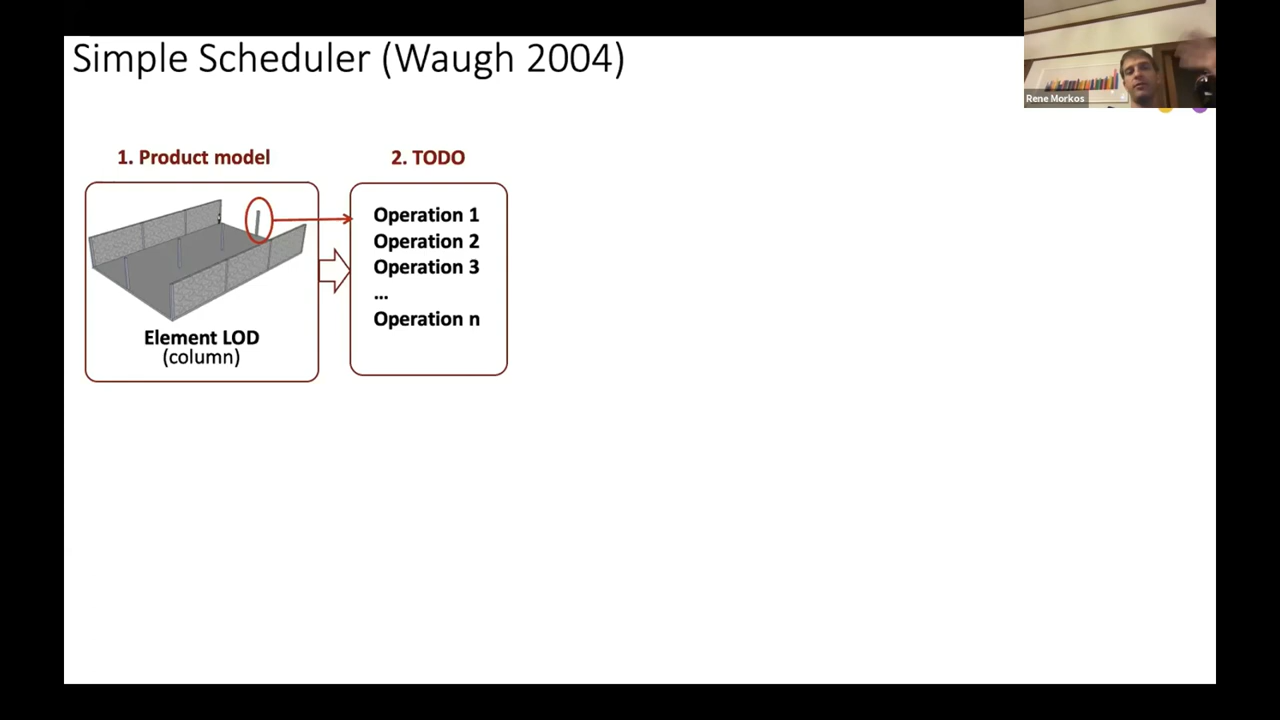 Simple Scheduler (Waugh 2004)
Rene Morkos
1. Product model
2. TODO
Element LOD
(column)
Operation 1
Operation 2
Operation 3
...
Operation n